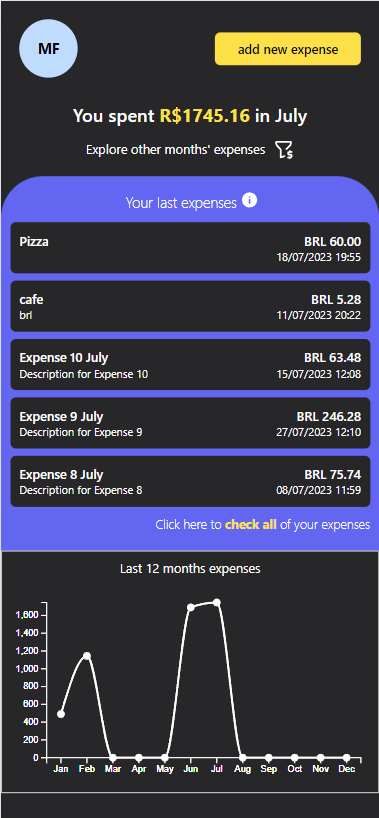 MF
add new expense
You spent R$1745.16 in July
Explore other months' expenses
Your last expenses
Pizza BRL 60.00
18/07/2023 19:55
cafe BRL 5.28
brl 11/07/2023 20:22
Expense 10 July BRL 63.48
Description for Expense 10 15/07/2023 12:08
Expense 9 July BRL 246.28
Description for Expense 9 27/07/2023 12:10
Expense 8 July BRL 75.74
Description for Expense 8 08/07/2023 11:59
Click here to check all of your expenses
Last 12 months expenses
1,600
1,400
1,200
1,000
800
600
400
200
0
Jan Feb Mar Apr May Jun Jul Aug Sep Oct Nov Dec